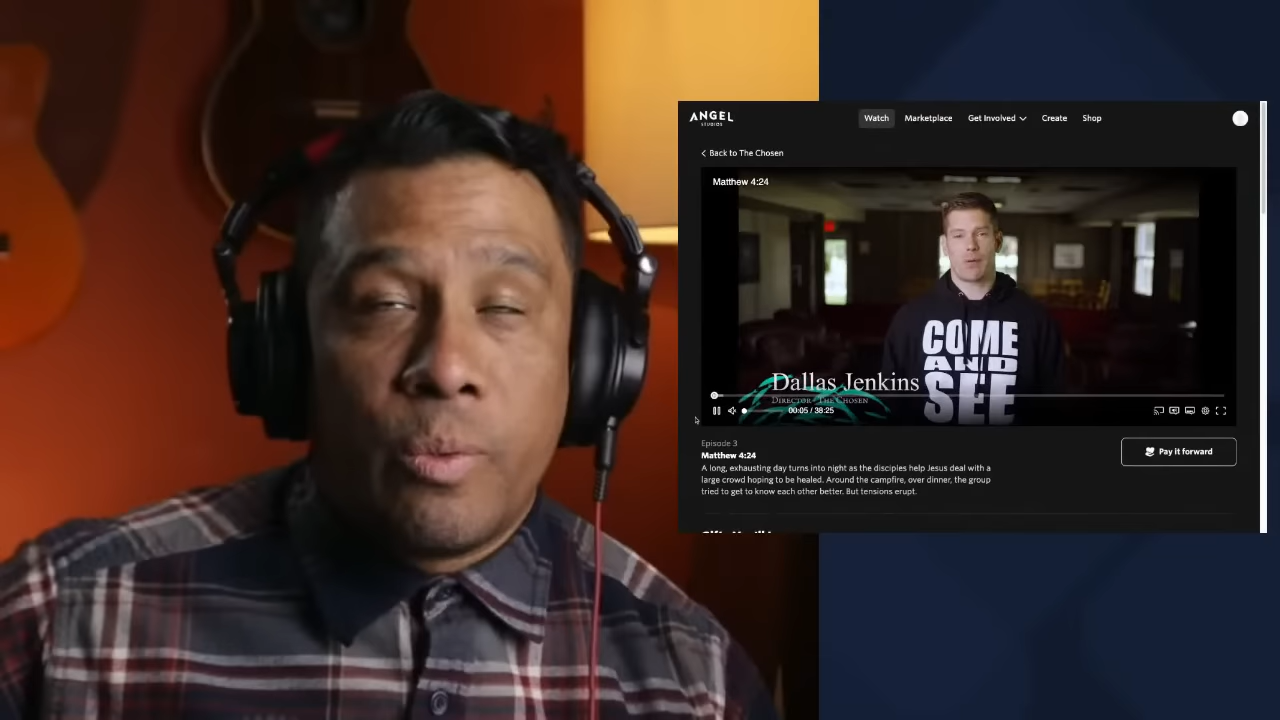 ANGEL
STUDIOS
Watch
Marketplace
Get Involved
Create
Shop
Back to The Chosen
Matthew 4:24
COME
AND
SEE
Dallas Jenkins
Director - The Chosen
00:05 / 38:25
Episode 3
Matthew 4:24
A long, exhausting day turns into night as the disciples help Jesus deal with a
large crowd hoping to be healed. Around the campfire, over dinner, the group
tried to get to know each other better. But tensions erupt.
Pay it forward